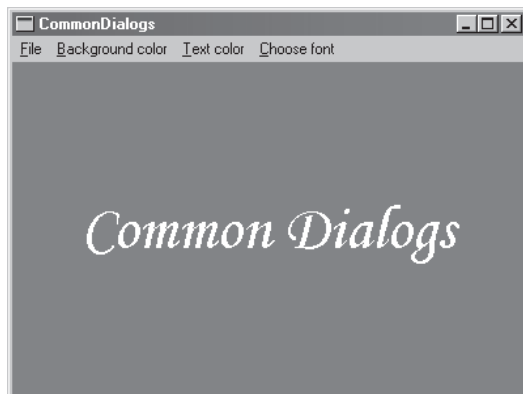 CommonDialogs
File Background color Text color Choose font
Common Dialogs